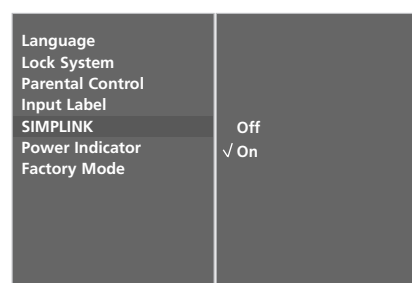 Language
Lock System
Parental Control
Input Label
SIMPLINK
Power Indicator
Factory Mode
Off
√ On